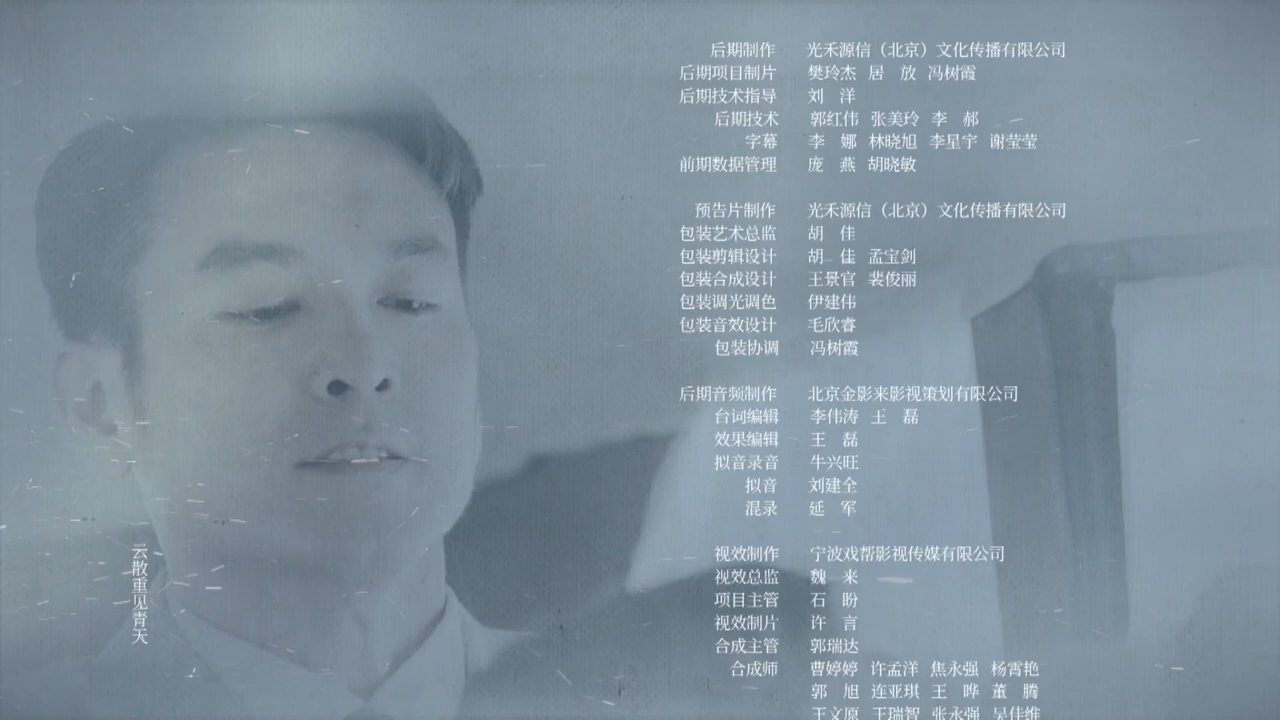 后期制作 光禾源信（北京）文化传播有限公司
后期项目制片 樊玲杰 居 放 冯树霞
后期技术指导 刘 洋
后期技术 郭红伟 张美玲 李 郝
字幕 李 娜 林晓旭 李星宇 谢莹莹
前期数据管理 庞 燕 胡晓敏
预告片制作 光禾源信（北京）文化传播有限公司
包装艺术总监 胡 佳
包装剪辑设计 胡 佳 孟宝剑
包装合成设计 王景官 裴俊丽
包装调光调色 伊建伟
包装音效设计 毛欣睿
包装协调 冯树霞
后期音频制作 北京金影来影视策划有限公司
台词编辑 李伟涛 王 磊
效果编辑 王 磊
拟音录音 牛兴旺
拟音 刘建全
混录 延 军
视效制作 宁波戏帮影视传媒有限公司
视效总监 魏 来
项目主管 石 盼
视效制片 许 言
合成主管 郭瑞达
合成师 曹婷婷 许孟洋 焦永强 杨霄艳
郭 旭 连亚琪 王 晔 董 腾
王文原 王瑞智 张永强 吴佳维
云散重见青天